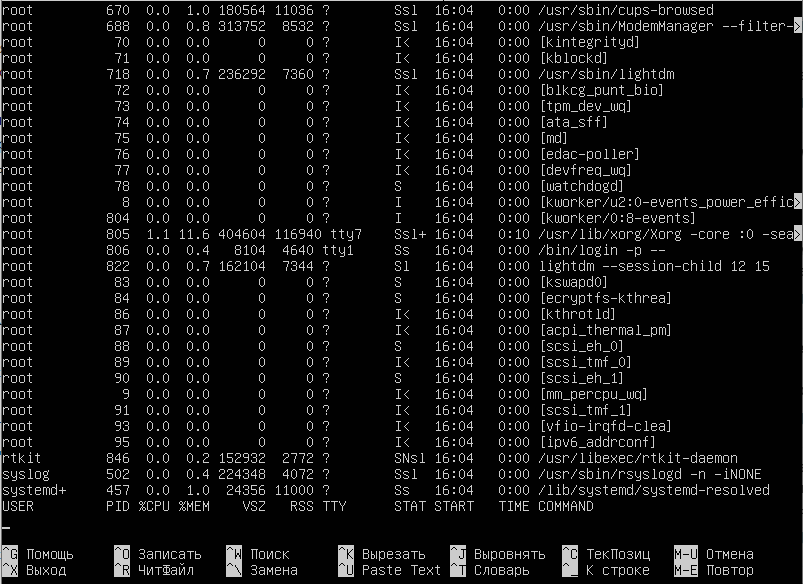 root 670 0.0 1.0 180564 11036 ? Ssl 16:04 0:00 /usr/sbin/cups-browsed
root 688 0.0 0.8 313752 8532 ? Ssl 16:04 0:00 /usr/sbin/ModemManager --filter->
root 70 0.0 0.0 0 0 ? I< 16:04 0:00 [kintegrityd]
root 71 0.0 0.0 0 0 ? I< 16:04 0:00 [kblockd]
root 718 0.0 0.7 236292 7360 ? Ssl 16:04 0:00 /usr/sbin/lightdm
root 72 0.0 0.0 0 0 ? I< 16:04 0:00 [blkcg_punt_bio]
root 73 0.0 0.0 0 0 ? I< 16:04 0:00 [tpm_dev_wq]
root 74 0.0 0.0 0 0 ? I< 16:04 0:00 [ata_sff]
root 75 0.0 0.0 0 0 ? I< 16:04 0:00 [md]
root 76 0.0 0.0 0 0 ? I< 16:04 0:00 [edac-poller]
root 77 0.0 0.0 0 0 ? I< 16:04 0:00 [devfreq_wq]
root 78 0.0 0.0 0 0 ? S 16:04 0:00 [watchdogd]
root 8 0.0 0.0 0 0 ? I 16:04 0:00 [kworker/u2:0-events_power_effic>
root 804 0.0 0.0 0 0 ? I 16:04 0:00 [kworker/0:8-events]
root 805 1.1 11.6 404604 116940 tty7 Ssl+ 16:04 0:10 /usr/lib/xorg/Xorg -core :0 -sea>
root 806 0.0 0.4 8104 4640 tty1 Ss 16:04 0:00 /bin/login -p --
root 822 0.0 0.7 162104 7344 ? Sl 16:04 0:00 lightdm --session-child 12 15
root 83 0.0 0.0 0 0 ? S 16:04 0:00 [kswapd0]
root 84 0.0 0.0 0 0 ? S 16:04 0:00 [ecryptfs-kthrea]
root 86 0.0 0.0 0 0 ? I< 16:04 0:00 [kthrotld]
root 87 0.0 0.0 0 0 ? I< 16:04 0:00 [acpi_thermal_pm]
root 88 0.0 0.0 0 0 ? S 16:04 0:00 [scsi_eh_0]
root 89 0.0 0.0 0 0 ? I< 16:04 0:00 [scsi_tmf_0]
root 90 0.0 0.0 0 0 ? S 16:04 0:00 [scsi_eh_1]
root 9 0.0 0.0 0 0 ? I< 16:04 0:00 [mm_percpu_wq]
root 91 0.0 0.0 0 0 ? I< 16:04 0:00 [scsi_tmf_1]
root 93 0.0 0.0 0 0 ? I< 16:04 0:00 [vfio-irqfd-clea]
root 95 0.0 0.0 0 0 ? I< 16:04 0:00 [ipv6_addrconf]
rtkit 846 0.0 0.2 152932 2772 ? SNsl 16:04 0:00 /usr/libexec/rtkit-daemon
syslog 502 0.0 0.4 224348 4072 ? Ssl 16:04 0:00 /usr/sbin/rsyslogd -n -iNONE
systemd+ 457 0.0 1.0 24356 11000 ? Ss 16:04 0:00 /lib/systemd/systemd-resolved
USER PID %CPU %MEM VSZ RSS TTY STAT START TIME COMMAND
^G Помощь ^O Записать ^W Поиск ^K Вырезать ^J Выровнять ^C ТекПозиц M-U Отмена
^X Выход ^R ЧитФайл ^\ Замена ^U Paste Text ^T Словарь ^_ К строке M-E Повтор